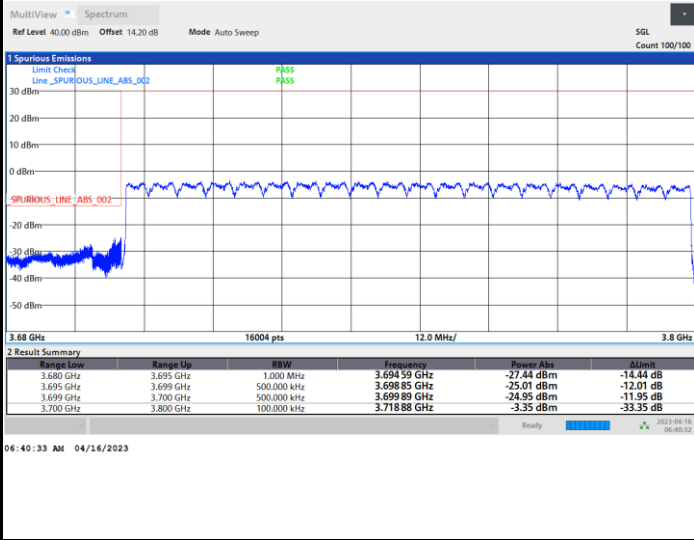 MultiView Spectrum
Ref Level 40.00 dBm Offset 14.20 dB Mode Auto Sweep SGL
Count 100/100
1 Spurious Emissions
Limit Check PASS
Line _SPURIOUS_LINE_ABS_002 PASS
30 dBm
20 dBm
10 dBm
0 dBm
_SPURIOUS_LINE_ABS_002
-20 dBm
-30 dBm
-40 dBm
-50 dBm
3.68 GHz 16004 pts 12.0 MHz/ 3.8 GHz
2 Result Summary
Range Low Range Up RBW Frequency Power Abs ΔLimit
3.680 GHz 3.695 GHz 1.000 MHz 3.694 59 GHz -27.44 dBm -14.44 dB
3.695 GHz 3.699 GHz 500.000 kHz 3.698 85 GHz -25.01 dBm -12.01 dB
3.699 GHz 3.700 GHz 500.000 kHz 3.699 89 GHz -24.95 dBm -11.95 dB
3.700 GHz 3.800 GHz 100.000 kHz 3.718 88 GHz -3.35 dBm -33.35 dB
Ready 2023-04-16
06:40:32
06:40:33 AM 04/16/2023